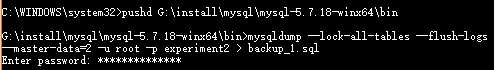 C:\WINDOWS\system32>pushd G:\install\mysql\mysql-5.7.18-winx64\bin
G:\install\mysql\mysql-5.7.18-winx64\bin>mysqldump --lock-all-tables --flush-logs
--master-data=2 -u root -p experiment2 > backup_1.sql
Enter password: **************